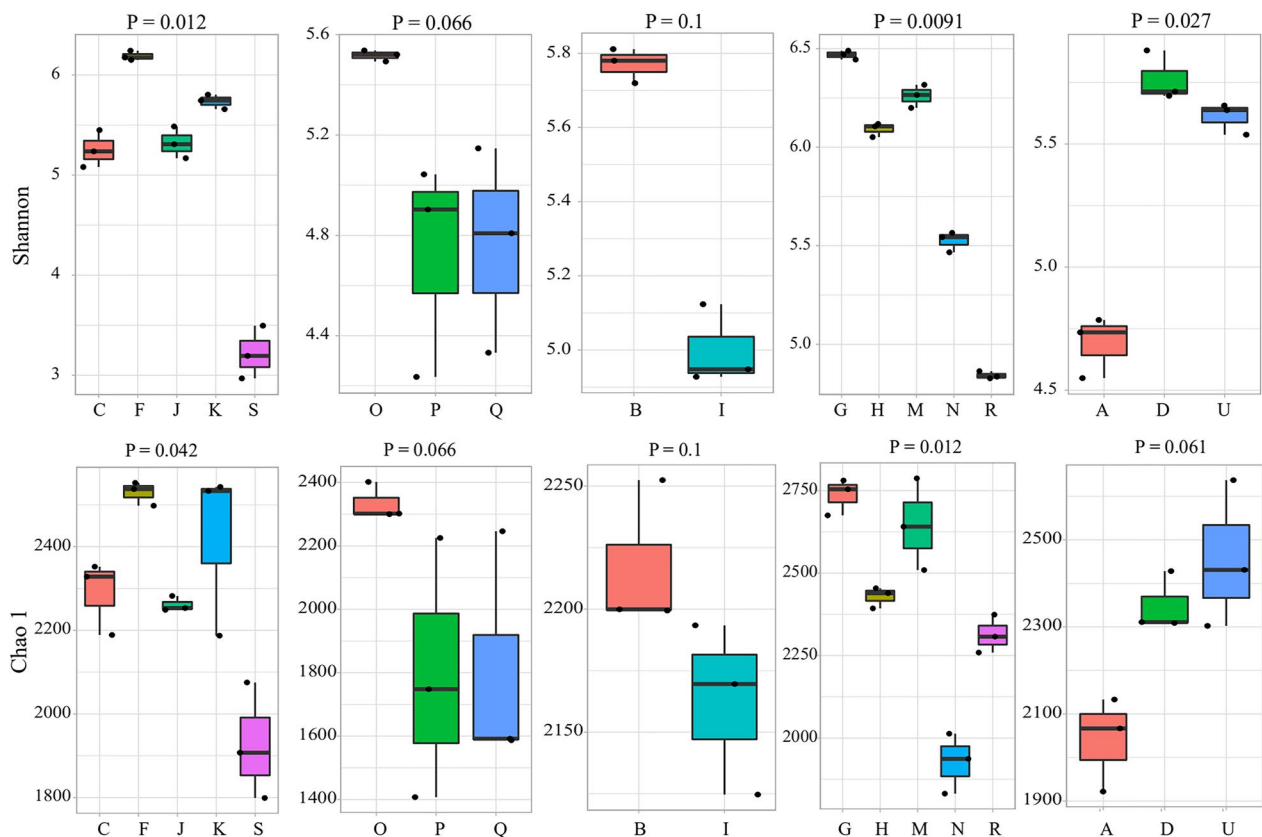 P = 0.012
P = 0.066
P = 0.1
P = 0.0091
P = 0.027
Shannon
6
5
4
3
5.6
5.2
4.8
4.4
5.8
5.6
5.4
5.2
5.0
6.5
6.0
5.5
5.0
5.5
5.0
4.5
C F J K S
O P Q
B I
G H M N R
A D U
P = 0.042
P = 0.066
P = 0.1
P = 0.012
P = 0.061
Chao 1
2400
2200
2000
1800
2400
2200
2000
1800
1600
1400
2250
2200
2150
2750
2500
2250
2000
2500
2300
2100
1900
C F J K S
O P Q
B I
G H M N R
A D U